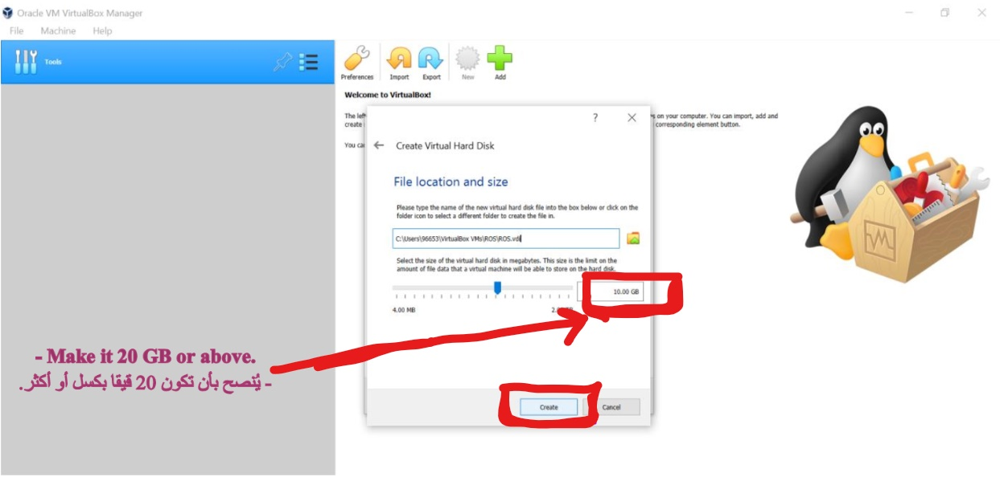 Oracle VM VirtualBox Manager
File Machine Help
Tools
Preferences Import Export New Add
Welcome to VirtualBox!
The left
s on your computer. You can import, add and
create
corresponding element button.
You ca
? ×
← Create Virtual Hard Disk
File location and size
Please type the name of the new virtual hard disk file into the box below or click on the
folder icon to select a different folder to create the file in.
C:\Users\96653\VirtualBox VMs\ROS\ROS.vdi
Select the size of the virtual hard disk in megabytes. This size is the limit on the
amount of file data that a virtual machine will be able to store on the hard disk.
10.00 GB
4.00 MB
- Make it 20 GB or above.
- يُنصح بأن تكون 20 قيقا بكسل أو أكثر.
Create Cancel